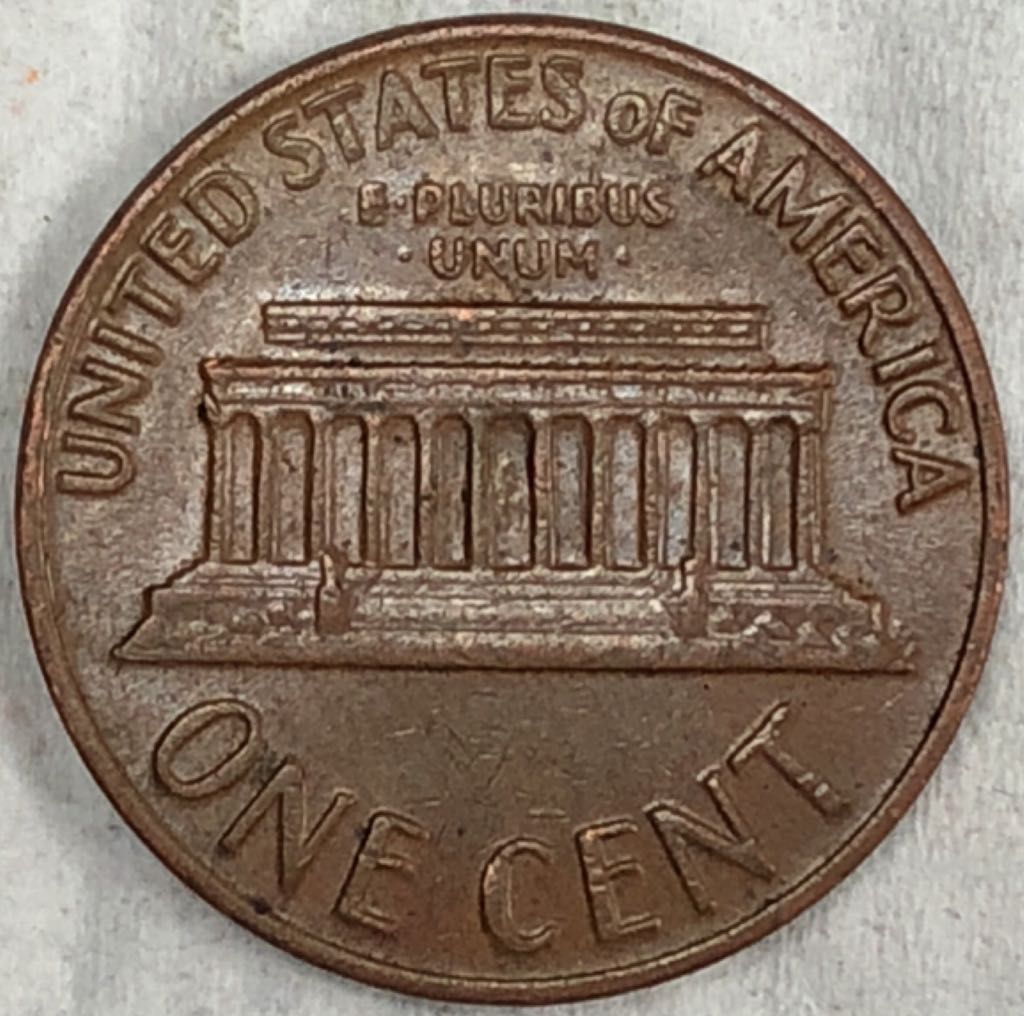 UNITED STATES OF AMERICA
E·PLURIBUS
· UNUM ·
ONE CENT